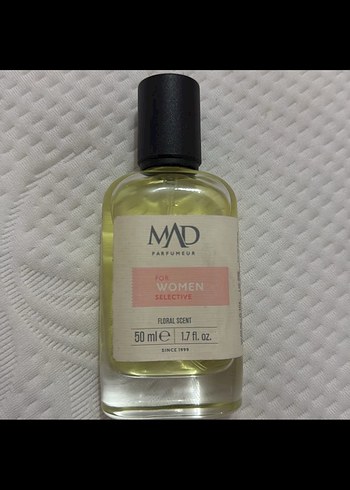 MAD
PARFUMEUR
FOR
WOMEN
SELECTIVE
FLORAL SCENT
50 ml℮ 1.7 fl. oz.
SINCE 1998